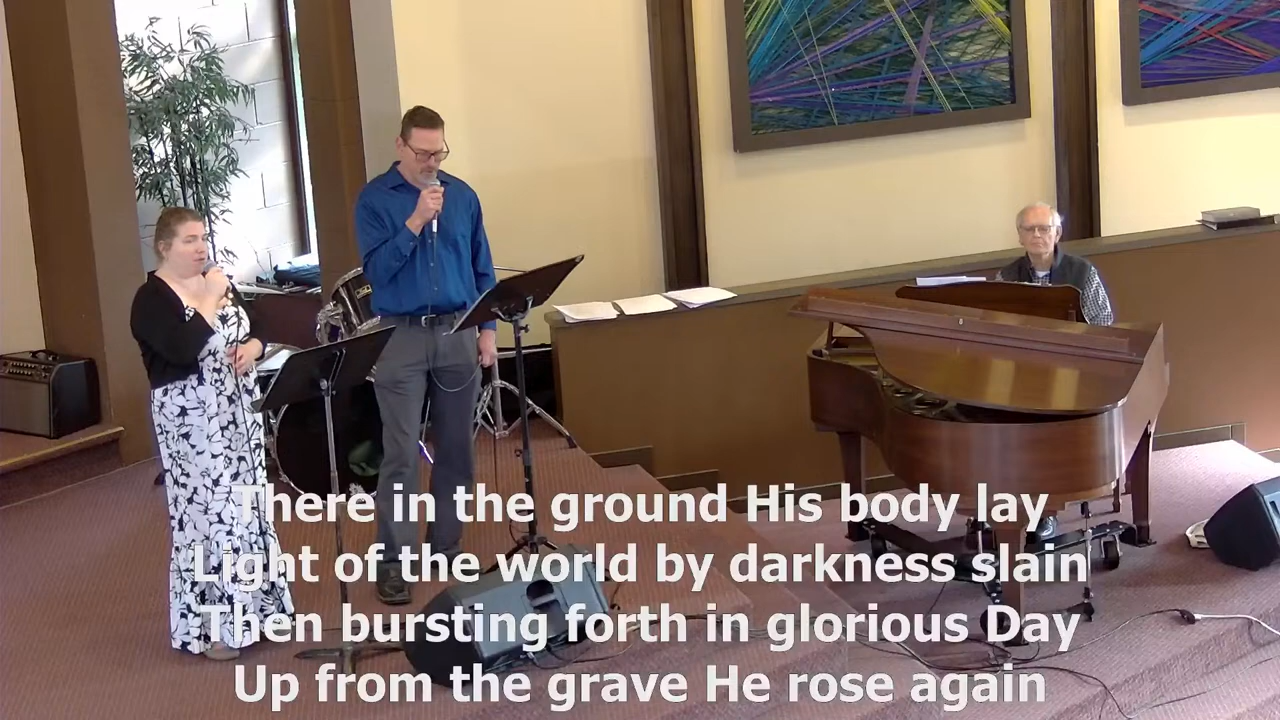 There in the ground His body lay
Light of the world by darkness slain
Then bursting forth in glorious Day
Up from the grave He rose again